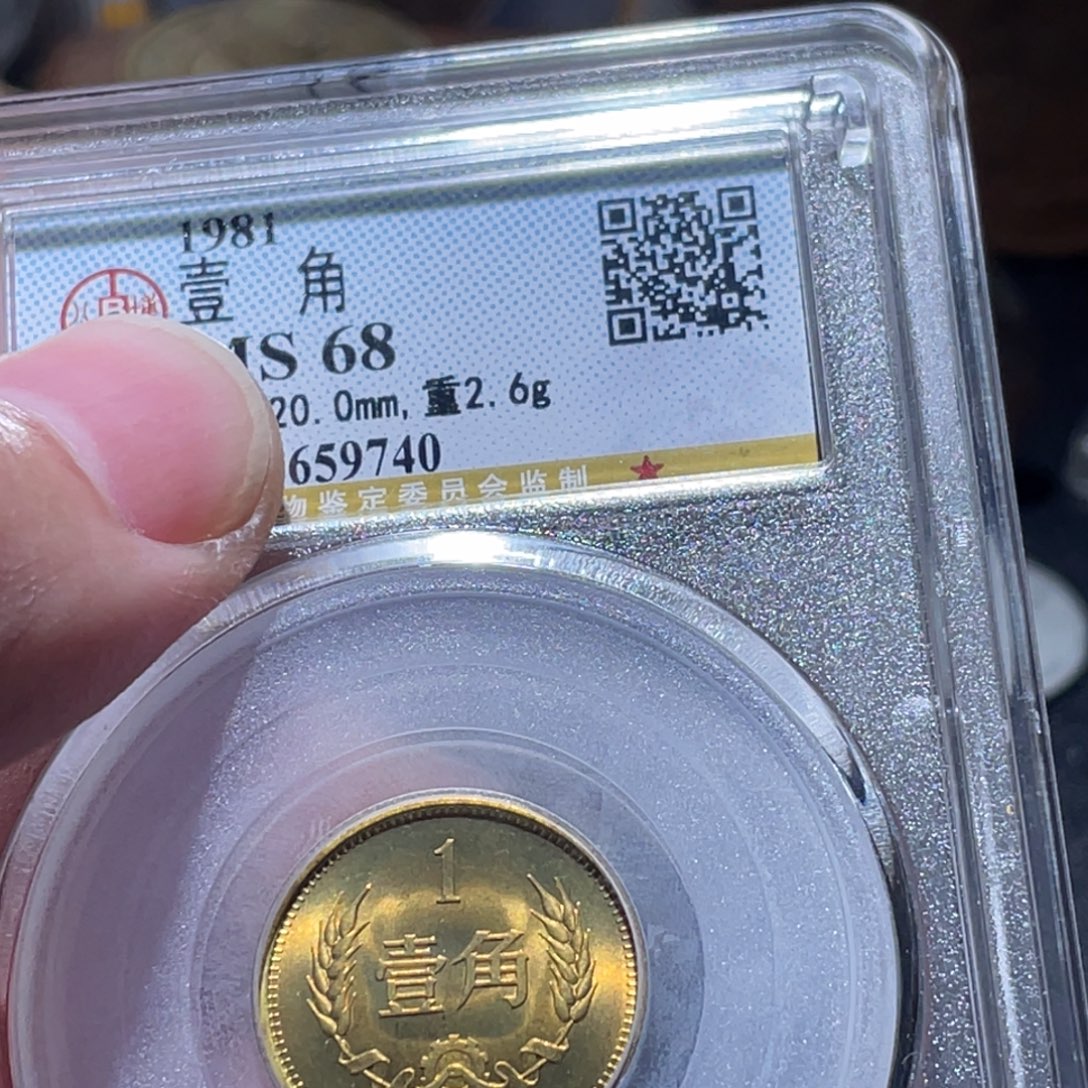 1981
壹 角
MS 68
20.0mm,重2.6g
659740
物鉴定委员会监制
1
壹角